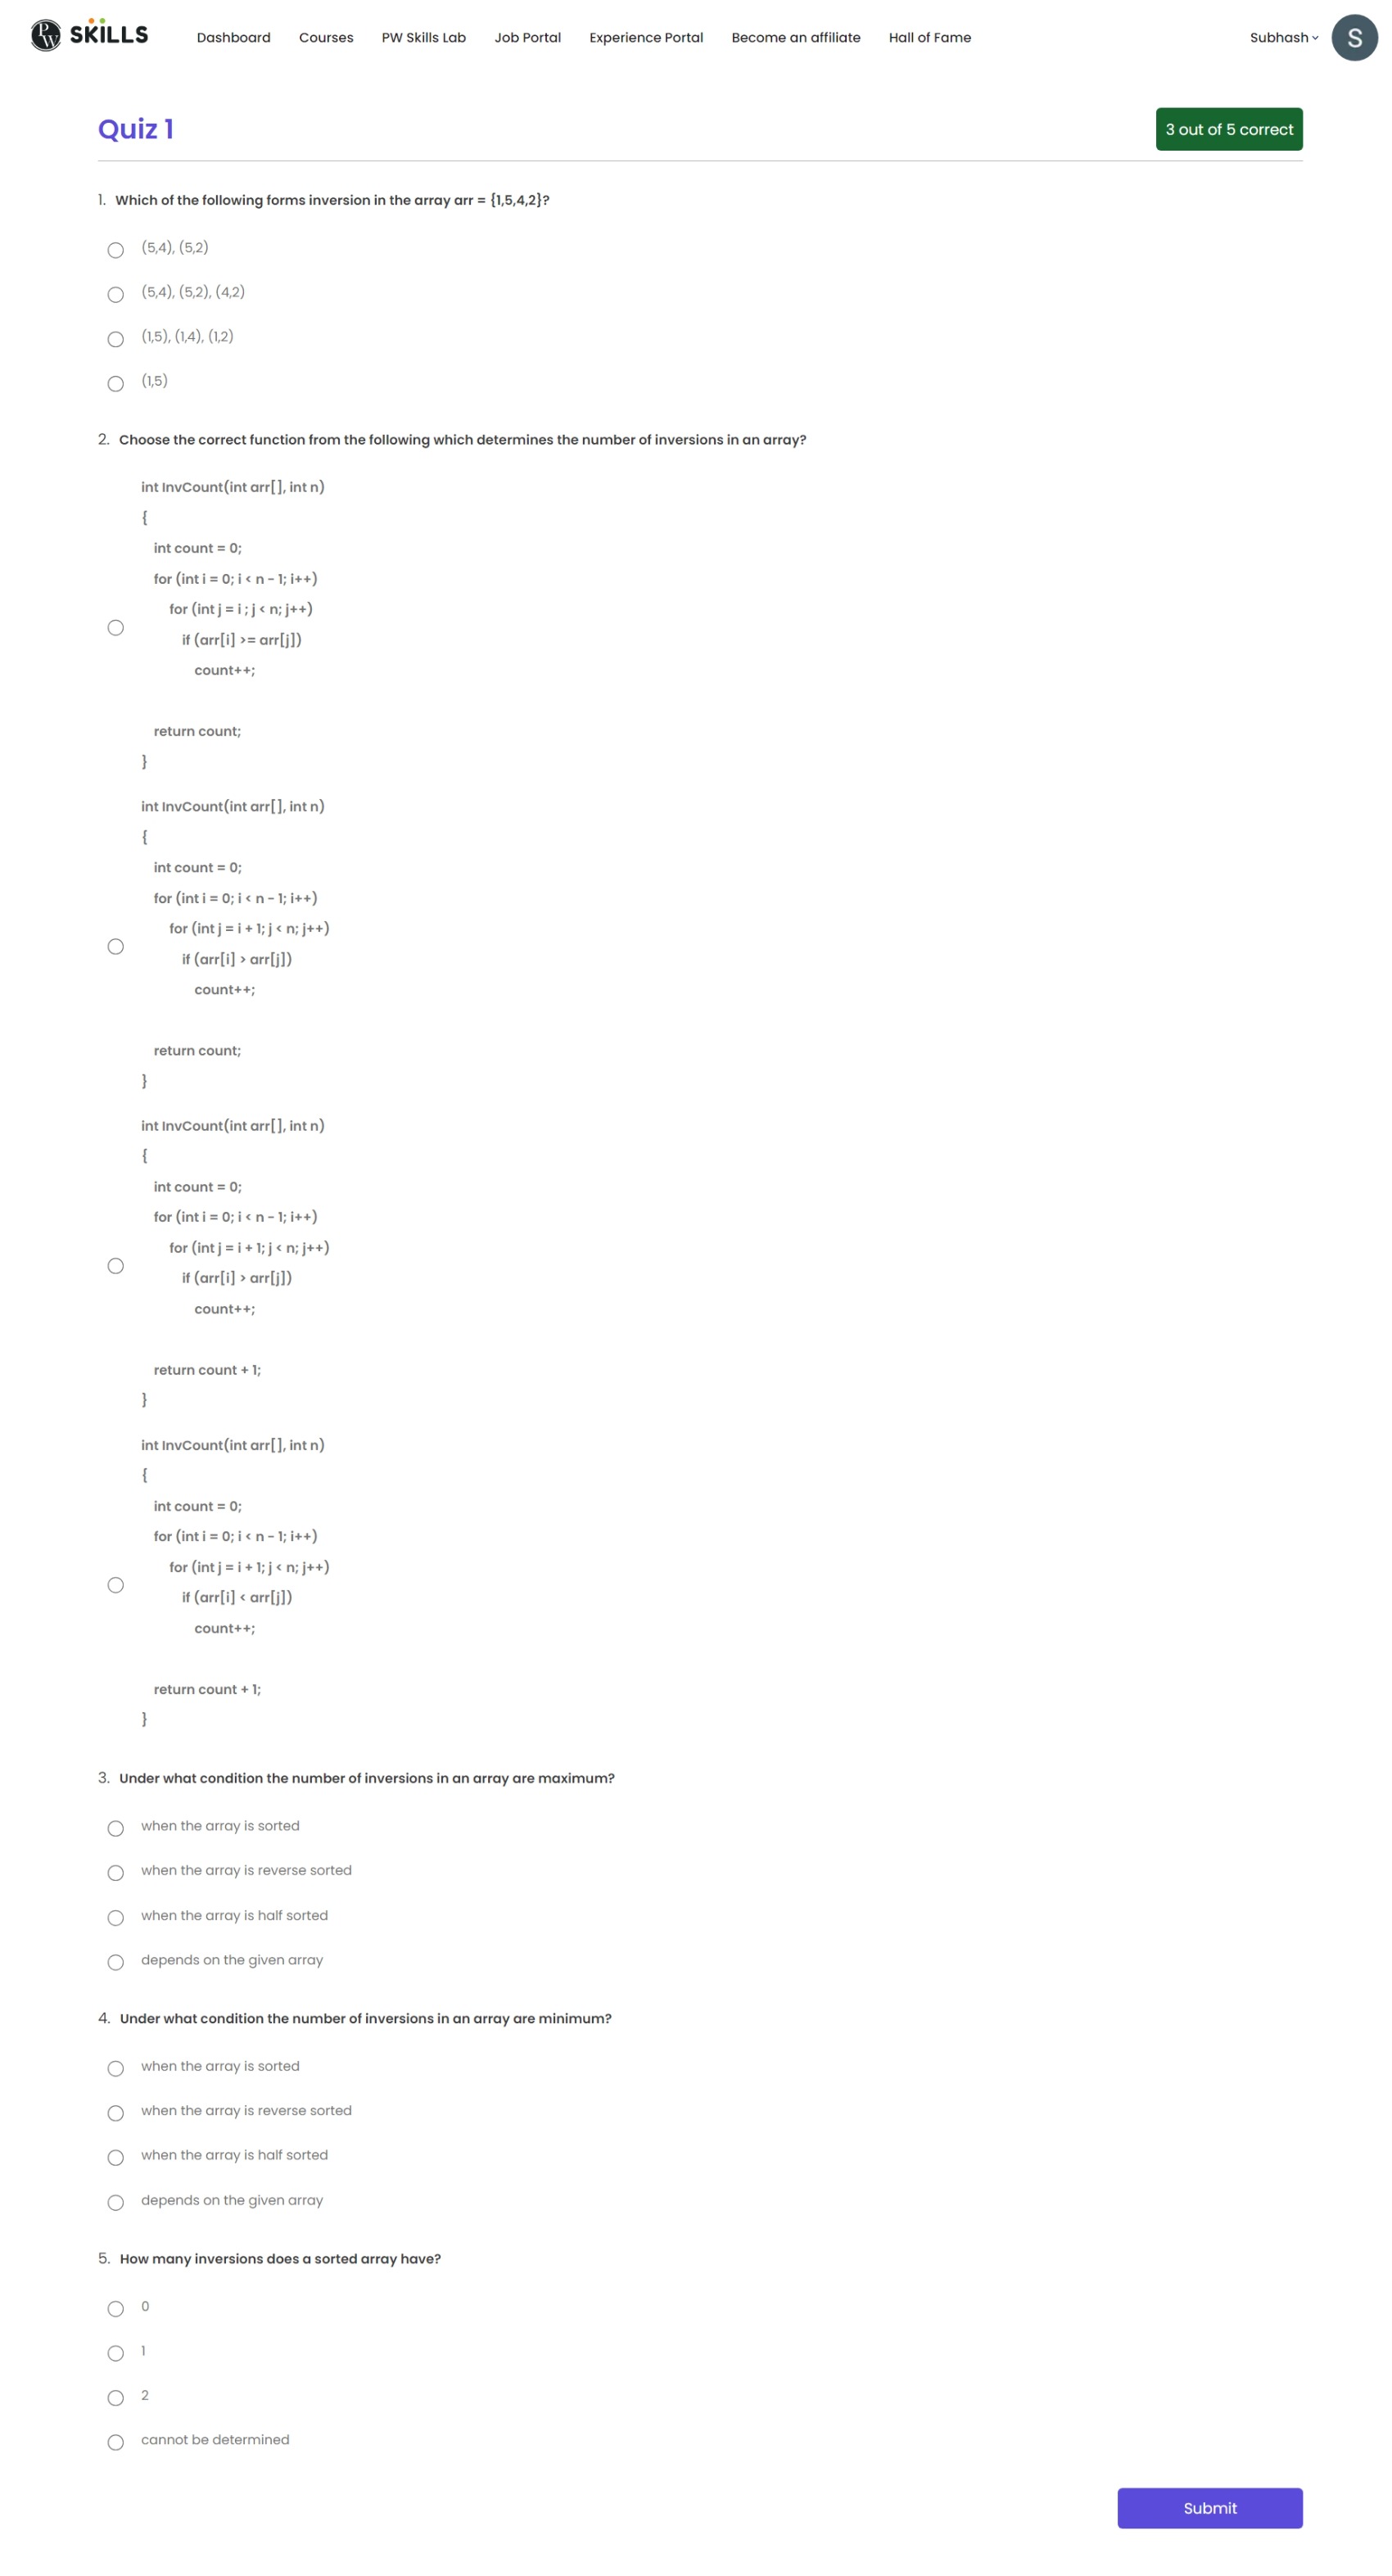 PW SKILLS
Dashboard
Courses
PW Skills Lab
Job Portal
Experience Portal
Become an affiliate
Hall of Fame
Subhash
S
Quiz 1
3 out of 5 correct
1. Which of the following forms inversion in the array arr = {1,5,4,2}?
(5,4), (5,2)
(5,4), (5,2), (4,2)
(1,5), (1,4), (1,2)
(1,5)
2. Choose the correct function from the following which determines the number of inversions in an array?
int InvCount(int arr[], int n)
{
int count = 0;
for (int i = 0; i < n - 1; i++)
for (int j = i ; j < n; j++)
if (arr[i] >= arr[j])
count++;
return count;
}
int InvCount(int arr[], int n)
{
int count = 0;
for (int i = 0; i < n - 1; i++)
for (int j = i + 1; j < n; j++)
if (arr[i] > arr[j])
count++;
return count;
}
int InvCount(int arr[], int n)
{
int count = 0;
for (int i = 0; i < n - 1; i++)
for (int j = i + 1; j < n; j++)
if (arr[i] > arr[j])
count++;
return count + 1;
}
int InvCount(int arr[], int n)
{
int count = 0;
for (int i = 0; i < n - 1; i++)
for (int j = i + 1; j < n; j++)
if (arr[i] < arr[j])
count++;
return count + 1;
}
3. Under what condition the number of inversions in an array are maximum?
when the array is sorted
when the array is reverse sorted
when the array is half sorted
depends on the given array
4. Under what condition the number of inversions in an array are minimum?
when the array is sorted
when the array is reverse sorted
when the array is half sorted
depends on the given array
5. How many inversions does a sorted array have?
0
1
2
cannot be determined
Submit